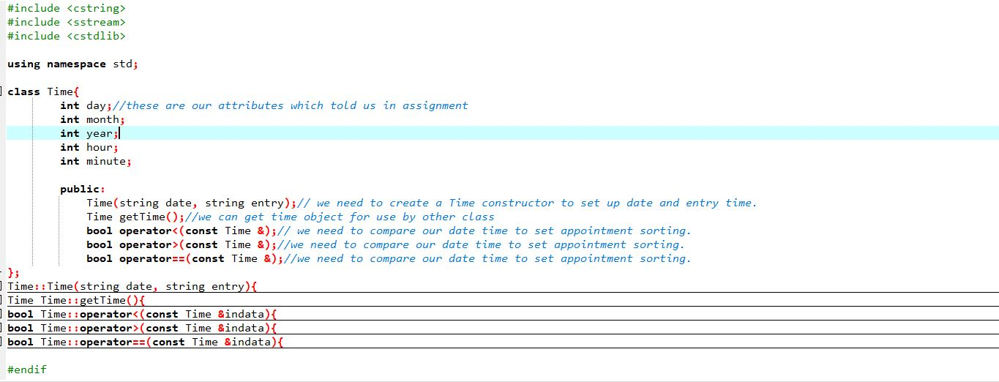 #include <cstring>
#include <sstream>
#include <cstdlib>
using namespace std;
class Time{
int day;//these are our attributes which told us in assignment
int month;
int year;
int hour;
int minute;
public:
Time(string date, string entry);// we need to create a Time constructor to set up date and entry time.
Time getTime();//we can get time object for use by other class
bool operator<(const Time &);// we need to compare our date time to set appointment sorting.
bool operator>(const Time &);//we need to compare our date time to set appointment sorting.
bool operator==(const Time &);//we need to compare our date time to set appointment sorting.
};
Time::Time(string date, string entry){
Time Time::getTime(){
bool Time::operator<(const Time &indata){
bool Time::operator>(const Time &indata){
bool Time::operator==(const Time &indata){
#endif